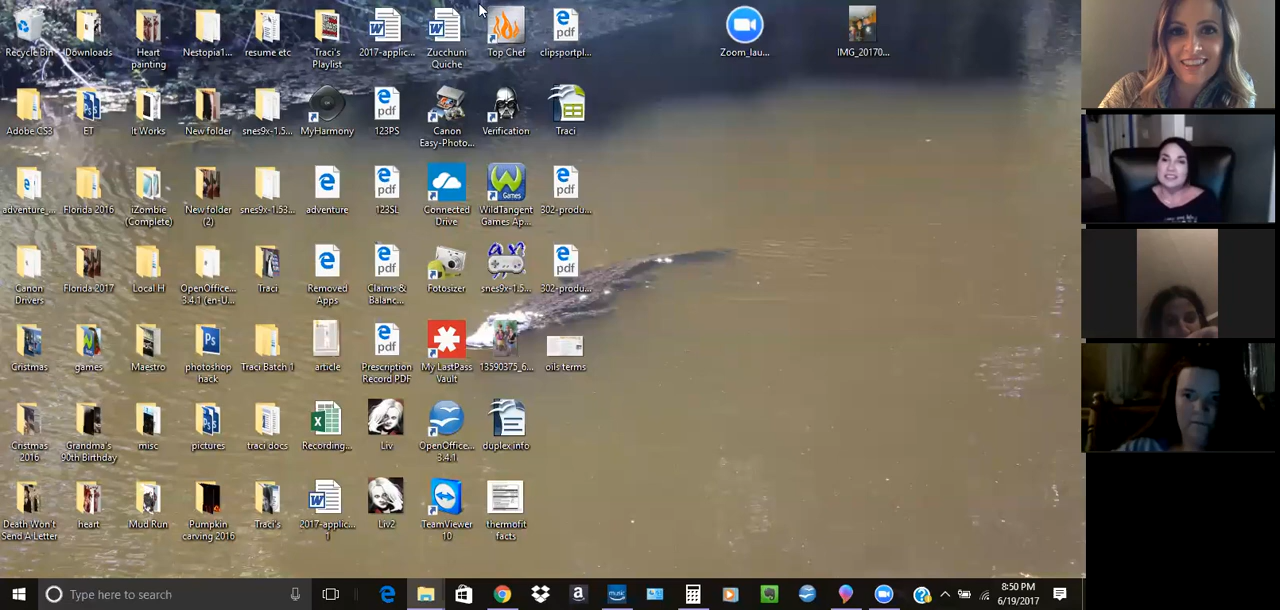 Recycle Bin
Downloads
Heart
painting
Nestopia1...
resume etc
Traci's
Playlist
2017-applic...
Zucchuni
Quiche
Top Chef
clipsportpl...
Zoom_lau...
IMG_20170...
Adobe CS3
ET
It Works
New folder
snes9x-1.5...
MyHarmony
123PS
Canon
Easy-Photo...
Verification
Traci
adventure_...
Florida 2016
iZombie
(Complete)
New folder
(2)
snes9x-1.53...
adventure
123SL
Connected
Drive
WildTangent
Games Ap...
302-produ...
Canon
Drivers
Florida 2017
Local H
OpenOffice...
3.4.1 (en-U...
Traci
Removed
Apps
Claims &
Balanc...
Fotosizer
snes9x-1.5...
302-produ...
Cristmas
games
Maestro
photoshop
hack
Traci Batch 1
article
Prescription
Record PDF
My LastPass
Vault
13590375_6...
oils terms
Cristmas
2016
Grandma's
90th Birthday
misc
pictures
traci docs
Recording...
Liv
OpenOffice...
3.4.1
duplex info
Death Won't
Send A Letter
heart
Mud Run
Pumpkin
carving 2016
Traci's
2017-applic...
1
Liv2
TeamViewer
10
thermofit
facts
Type here to search
8:50 PM
6/19/2017